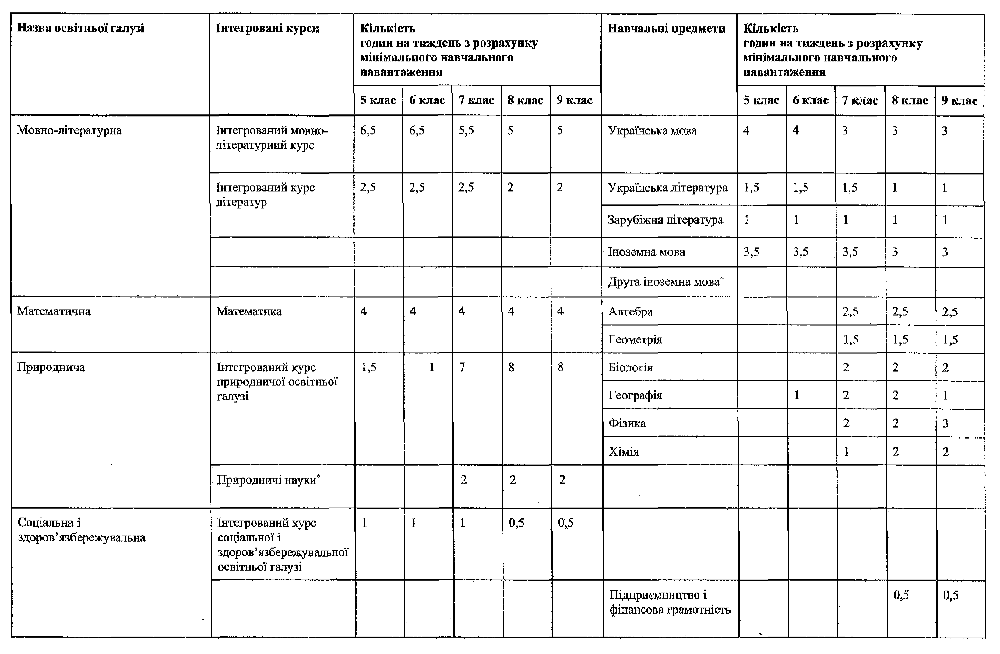 Назва освітньої галузі
Інтегровані курси
Кількість
годин на тиждень з розрахунку
мінімального навчального
навантаження
Навчальні предмети
Кількість
годин на тиждень з розрахунку
мінімального навчального
навантаження
5 клас 6 клас 7 клас 8 клас 9 клас 5 клас 6 клас 7 клас 8 клас 9 клас
Мовно-літературна
Інтегрований мовно-
літературний курс
6,5 6,5 5,5 5 5
Українська мова 4 4 3 3 3
Інтегрований курс
літератур
2,5 2,5 2,5 2 2
Українська література 1,5 1,5 1,5 1 1
Зарубіжна література 1 1 1 1 1
Іноземна мова 3,5 3,5 3,5 3 3
Друга іноземна мова*
Математична
Математика 4 4 4 4 4
Алгебра 2,5 2,5 2,5
Геометрія 1,5 1,5 1,5
Природнича
Інтегрований курс
природничої освітньої
галузі
1,5 1 7 8 8
Біологія 2 2 2
Географія 1 2 2 1
Фізика 2 2 3
Хімія 1 2 2
Природничі науки* 2 2 2
Соціальна і
здоров’язбережувальна
Інтегрований курс
соціальної і
здоров’язбережувальної
освітньої галузі
1 1 1 0,5 0,5
Підприємництво і
фінансова грамотність
0,5 0,5